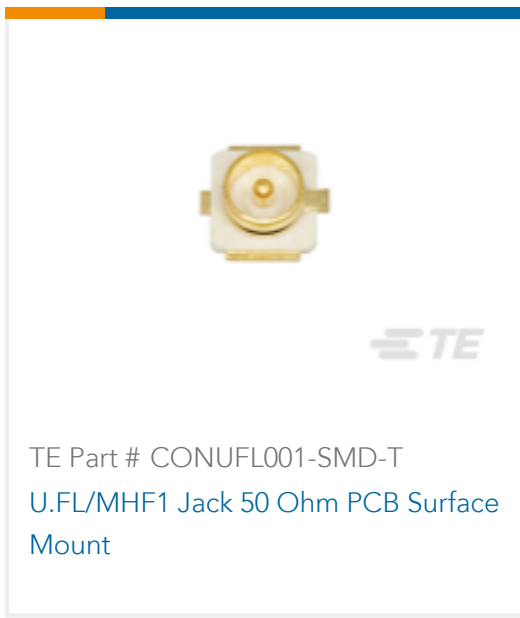 TE
TE Part # CONUFL001-SMD-T
U.FL/MHF1 Jack 50 Ohm PCB Surface
Mount